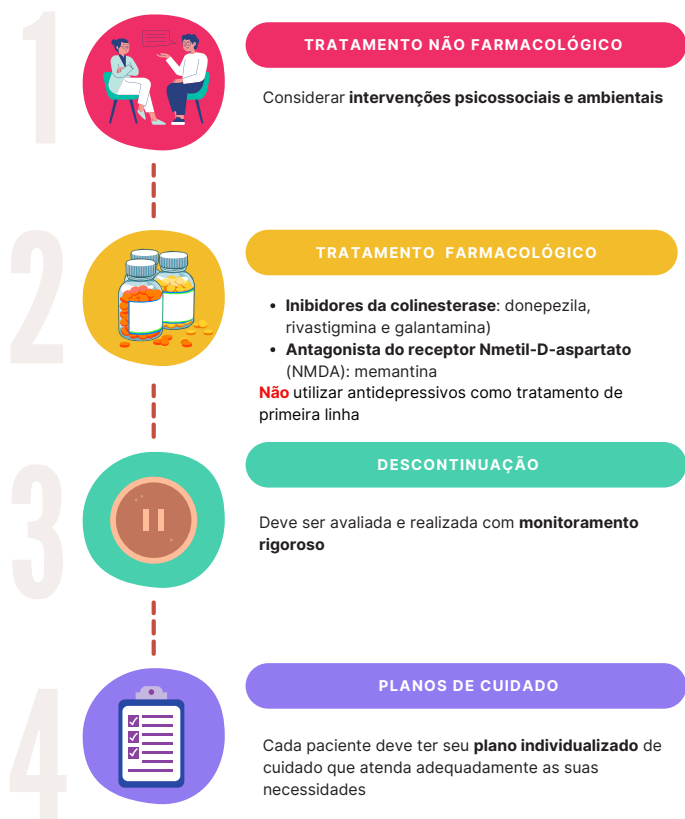 1
TRATAMENTO NÃO FARMACOLÓGICO
Considerar intervenções psicossociais e ambientais
2
TRATAMENTO FARMACOLÓGICO
• Inibidores da colinesterase: donepezila,
rivastigmina e galantamina)
• Antagonista do receptor Nmetil-D-aspartato
(NMDA): memantina
Não utilizar antidepressivos como tratamento de
primeira linha
3
DESCONTINUAÇÃO
Deve ser avaliada e realizada com monitoramento
rigoroso
4
PLANOS DE CUIDADO
Cada paciente deve ter seu plano individualizado de
cuidado que atenda adequadamente as suas
necessidades